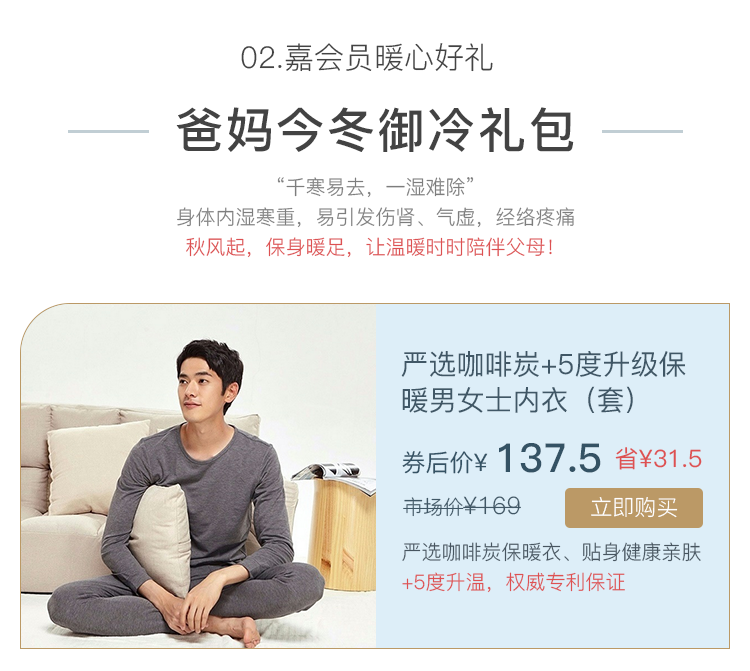 02.嘉会员暖心好礼
爸妈今冬御冷礼包
“千寒易去，一湿难除”
身体内湿寒重，易引发伤肾、气虚，经络疼痛
秋风起，保身暖足，让温暖时时陪伴父母！
严选咖啡炭+5度升级保
暖男女士内衣（套）
券后价¥ 137.5 省¥31.5
市场价¥169 立即购买
严选咖啡炭保暖衣、贴身健康亲肤
+5度升温，权威专利保证